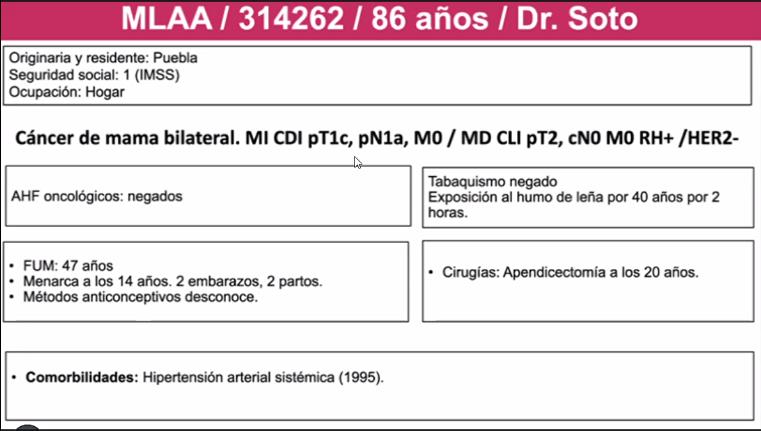 MLAA / 314262 / 86 años / Dr. Soto
Originaria y residente: Puebla
Seguridad social: 1 (IMSS)
Ocupación: Hogar
Cáncer de mama bilateral. MI CDI pT1c, pN1a, M0 / MD CLI pT2, cN0 M0 RH+ /HER2-
AHF oncológicos: negados
Tabaquismo negado
Exposición al humo de leña por 40 años por 2
horas.
• FUM: 47 años
• Menarca a los 14 años. 2 embarazos, 2 partos.
• Métodos anticonceptivos desconoce.
• Cirugías: Apendicectomía a los 20 años.
• Comorbilidades: Hipertensión arterial sistémica (1995).